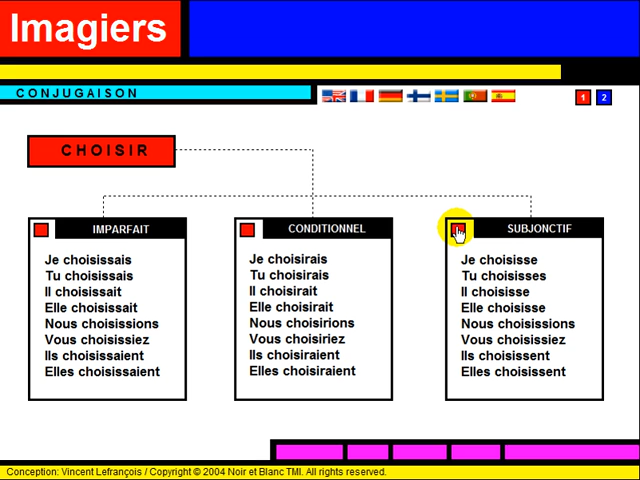 Imagiers
CONJUGAISON
1 2
CHOISIR
IMPARFAIT
Je choisissais
Tu choisissais
Il choisissait
Elle choisissait
Nous choisissions
Vous choisissiez
Ils choisissaient
Elles choisissaient
CONDITIONNEL
Je choisirais
Tu choisirais
Il choisirait
Elle choisirait
Nous choisirions
Vous choisiriez
Ils choisiraient
Elles choisiraient
SUBJONCTIF
Je choisisse
Tu choisisses
Il choisisse
Elle choisisse
Nous choisissions
Vous choisissiez
Ils choisissent
Elles choisissent
Conception: Vincent Lefrançois / Copyright © 2004 Noir et Blanc TMI. All rights reserved.